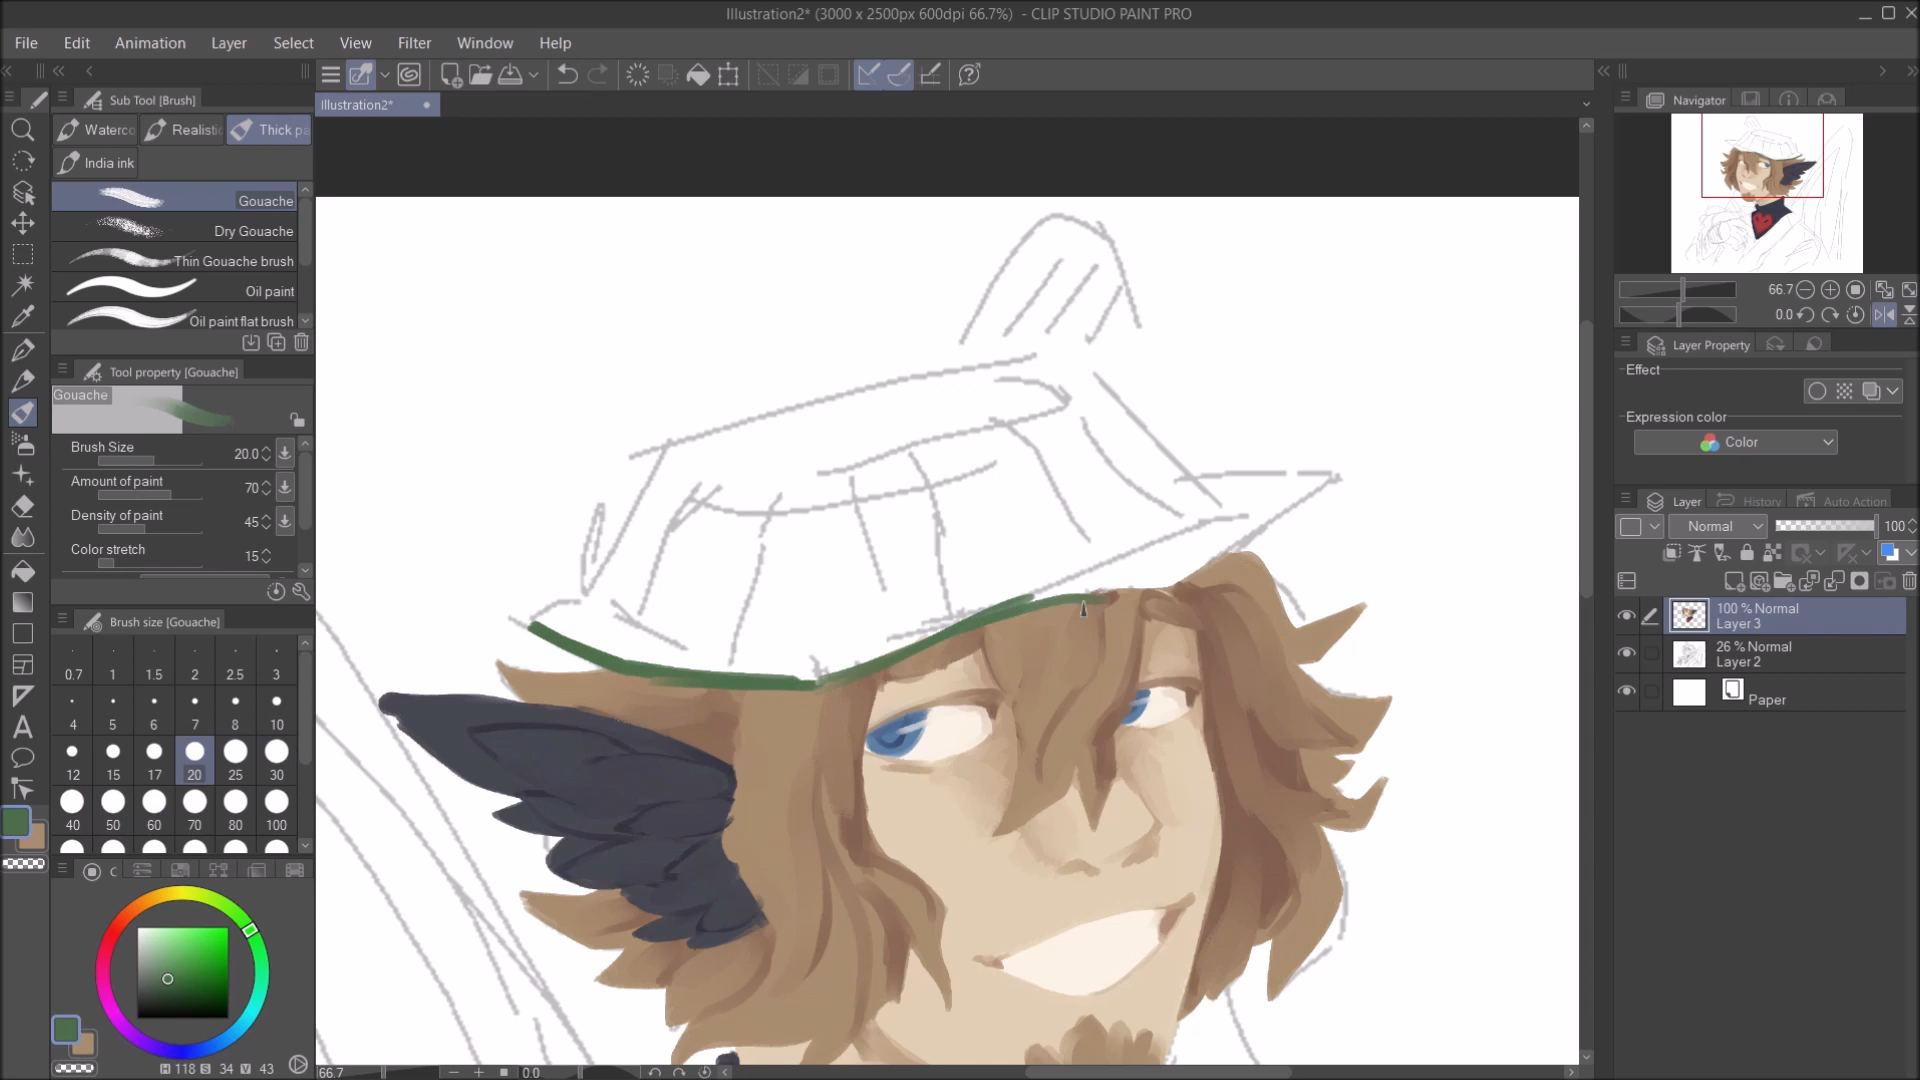 Illustration2* (3000 x 2500px 600dpi 66.7%) - CLIP STUDIO PAINT PRO
File Edit Animation Layer Select View Filter Window Help
Sub Tool [Brush]
Waterco
Realistic
Thick pa
India ink
Gouache
Dry Gouache
Thin Gouache brush
Oil paint
Oil paint flat brush
Tool property [Gouache]
Gouache
Brush Size 20.0
Amount of paint 70
Density of paint 45
Color stretch 15
Brush size [Gouache]
0.7 1 1.5 2 2.5 3
4 5 6 7 8 10
12 15 17 20 25 30
40 50 60 70 80 100
C
H 118 S 34 V 43
Illustration2*
66.7 0.0
Navigator
66.7
0.0
Layer Property
Effect
Expression color
Color
Layer History Auto Action
Normal 100
100 % Normal
Layer 3
26 % Normal
Layer 2
Paper